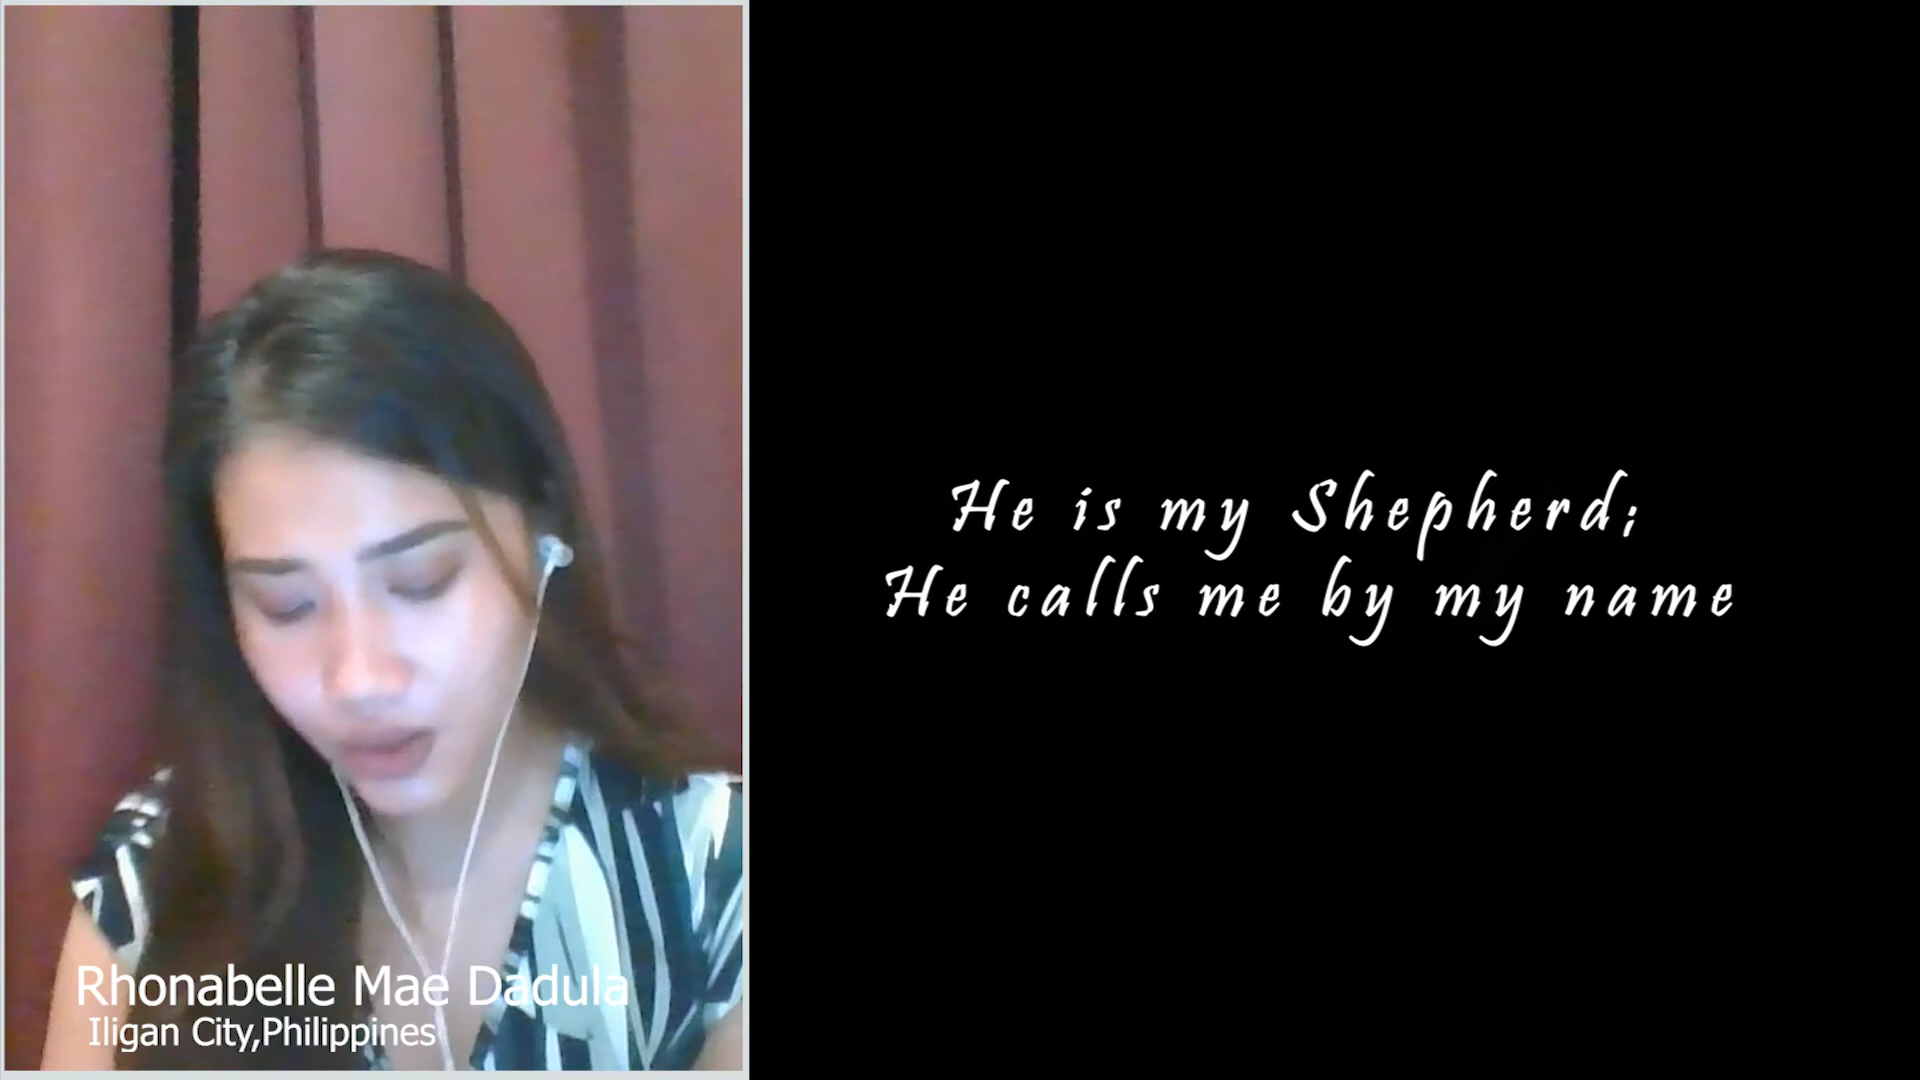 He is my Shepherd;
He calls me by my name
Rhonabelle Mae Dadula
Iligan City,Philippines